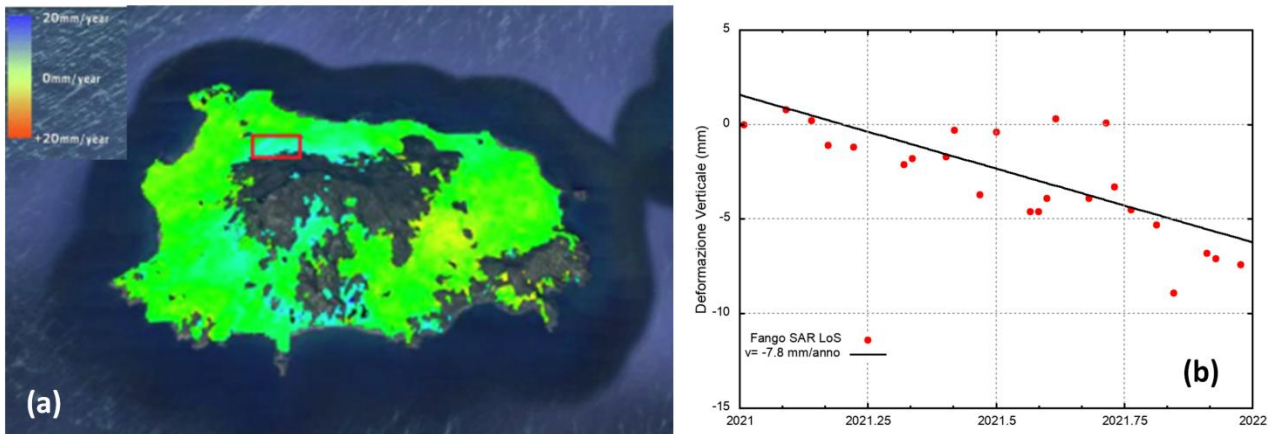 20mm/year
0mm/year
+20mm/year
(a)
Deformazione Verticale (mm)
0
-5
-10
-15
Fango SAR LoS
v= -7.8 mm/anno
(b)
2021
2021.25
2021.5
2021.75
2022